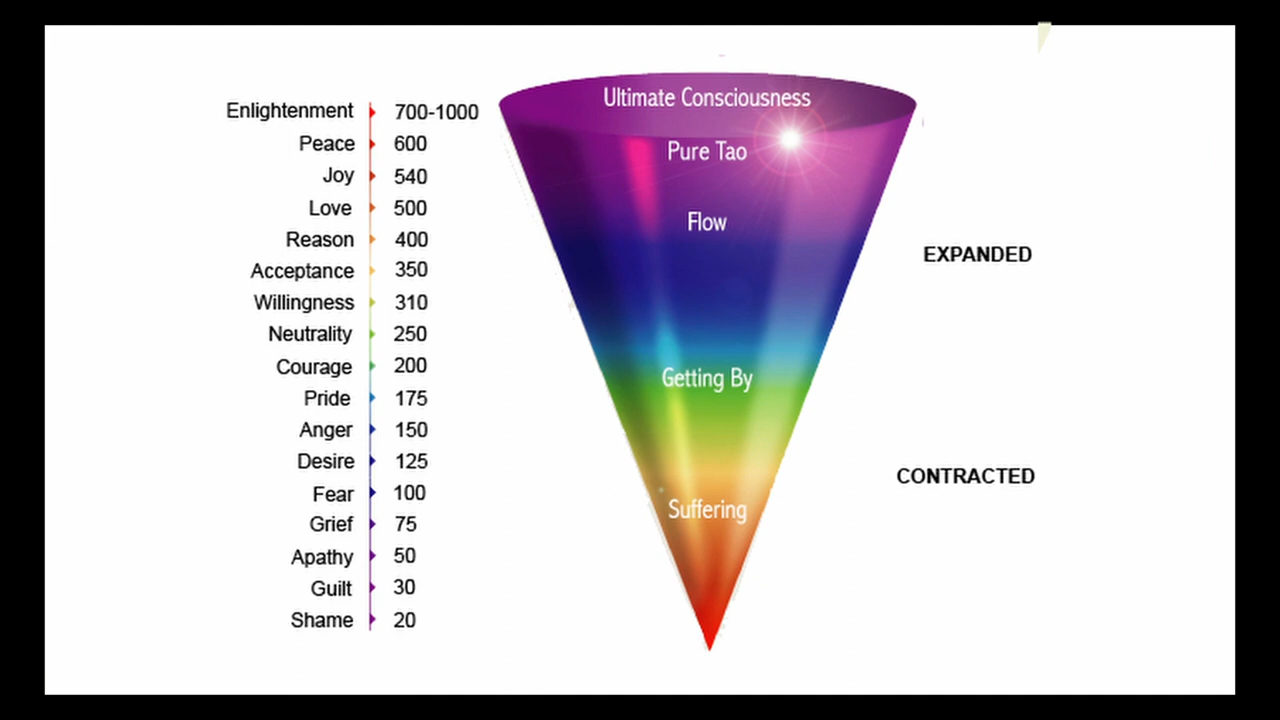 Enlightenment 700-1000
Peace 600
Joy 540
Love 500
Reason 400
Acceptance 350
Willingness 310
Neutrality 250
Courage 200
Pride 175
Anger 150
Desire 125
Fear 100
Grief 75
Apathy 50
Guilt 30
Shame 20
Ultimate Consciousness
Pure Tao
Flow
Getting By
Suffering
EXPANDED
CONTRACTED